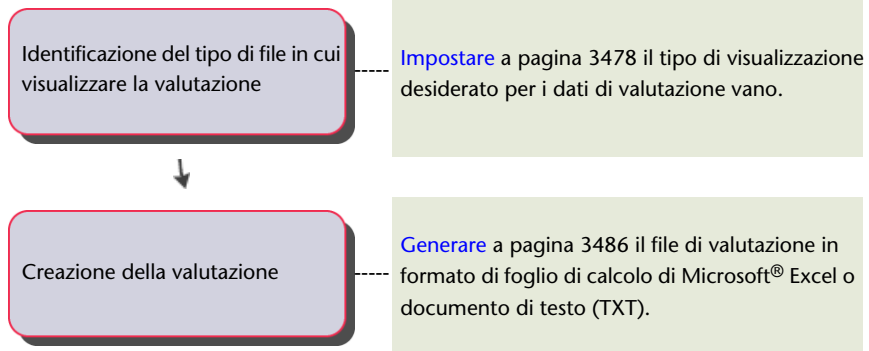 Identificazione del tipo di file in cui
visualizzare la valutazione
Impostare a pagina 3478 il tipo di visualizzazione
desiderato per i dati di valutazione vano.
Creazione della valutazione
Generare a pagina 3486 il file di valutazione in
formato di foglio di calcolo di Microsoft® Excel o
documento di testo (TXT).